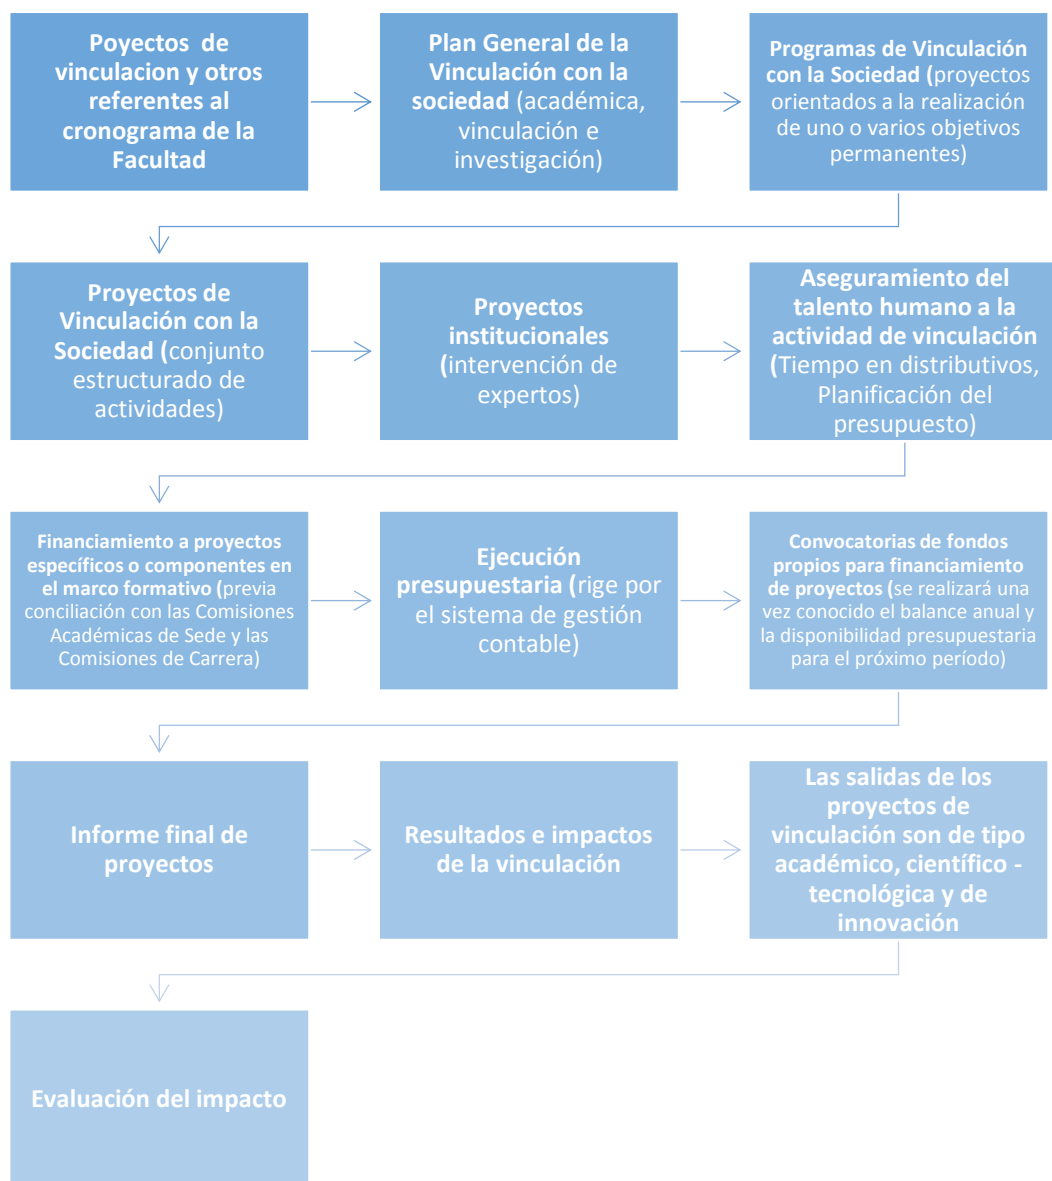 Poyectos de
vinculacion y otros
referentes al
cronograma de la
Facultad
Plan General de la
Vinculación con la
sociedad (académica,
vinculación e
investigación)
Programas de Vinculación
con la Sociedad (proyectos
orientados a la realización
de uno o varios objetivos
permanentes)
Proyectos de
Vinculación con la
Sociedad (conjunto
estructurado de
actividades)
Proyectos
institucionales
(intervención de
expertos)
Aseguramiento del
talento humano a la
actividad de vinculación
(Tiempo en distributivos,
Planificación del
presupuesto)
Financiamiento a proyectos
específicos o componentes en
el marco formativo (previa
conciliación con las Comisiones
Académicas de Sede y las
Comisiones de Carrera)
Ejecución
presupuestaria (rige por
el sistema de gestión
contable)
Convocatorias de fondos
propios para financiamiento
de proyectos (se realizará una
vez conocido el balance anual y
la disponibilidad presupuestaria
para el próximo período)
Informe final de
proyectos
Resultados e impactos
de la vinculación
Las salidas de los
proyectos de
vinculación son de tipo
académico, científico -
tecnológica y de
innovación
Evaluación del impacto